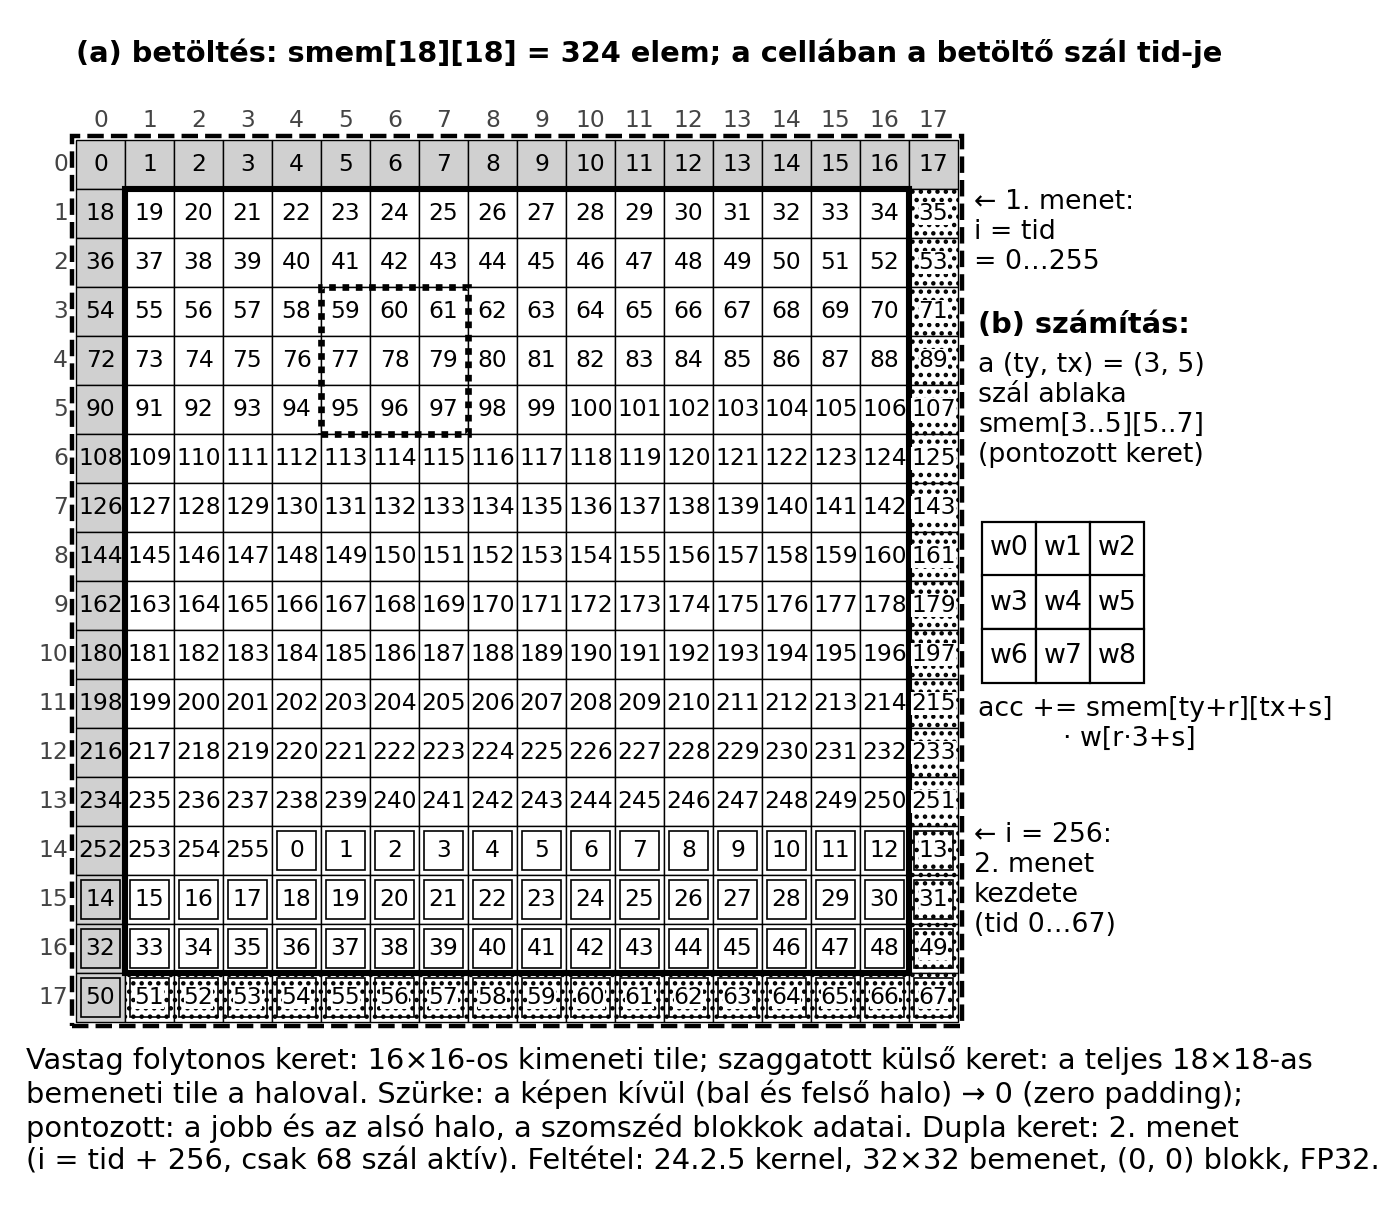 (a) betöltés: smem[18][18] = 324 elem; a cellában a betöltő szál tid-je
0 1 2 3 4 5 6 7 8 9 10 11 12 13 14 15 16 17
0 0 1 2 3 4 5 6 7 8 9 10 11 12 13 14 15 16 17
1 18 19 20 21 22 23 24 25 26 27 28 29 30 31 32 33 34 35
2 36 37 38 39 40 41 42 43 44 45 46 47 48 49 50 51 52 53
3 54 55 56 57 58 59 60 61 62 63 64 65 66 67 68 69 70 71
4 72 73 74 75 76 77 78 79 80 81 82 83 84 85 86 87 88 89
5 90 91 92 93 94 95 96 97 98 99 100 101 102 103 104 105 106 107
6 108 109 110 111 112 113 114 115 116 117 118 119 120 121 122 123 124 125
7 126 127 128 129 130 131 132 133 134 135 136 137 138 139 140 141 142 143
8 144 145 146 147 148 149 150 151 152 153 154 155 156 157 158 159 160 161
9 162 163 164 165 166 167 168 169 170 171 172 173 174 175 176 177 178 179
10 180 181 182 183 184 185 186 187 188 189 190 191 192 193 194 195 196 197
11 198 199 200 201 202 203 204 205 206 207 208 209 210 211 212 213 214 215
12 216 217 218 219 220 221 222 223 224 225 226 227 228 229 230 231 232 233
13 234 235 236 237 238 239 240 241 242 243 244 245 246 247 248 249 250 251
14 252 253 254 255 0 1 2 3 4 5 6 7 8 9 10 11 12 13
15 14 15 16 17 18 19 20 21 22 23 24 25 26 27 28 29 30 31
16 32 33 34 35 36 37 38 39 40 41 42 43 44 45 46 47 48 49
17 50 51 52 53 54 55 56 57 58 59 60 61 62 63 64 65 66 67
← 1. menet:
i = tid
= 0…255
(b) számítás:
a (ty, tx) = (3, 5)
szál ablaka
smem[3..5][5..7]
(pontozott keret)
w0 w1 w2
w3 w4 w5
w6 w7 w8
acc += smem[ty+r][tx+s]
· w[r·3+s]
← i = 256:
2. menet
kezdete
(tid 0…67)
Vastag folytonos keret: 16×16-os kimeneti tile; szaggatott külső keret: a teljes 18×18-as
bemeneti tile a haloval. Szürke: a képen kívül (bal és felső halo) → 0 (zero padding);
pontozott: a jobb és az alsó halo, a szomszéd blokkok adatai. Dupla keret: 2. menet
(i = tid + 256, csak 68 szál aktív). Feltétel: 24.2.5 kernel, 32×32 bemenet, (0, 0) blokk, FP32.